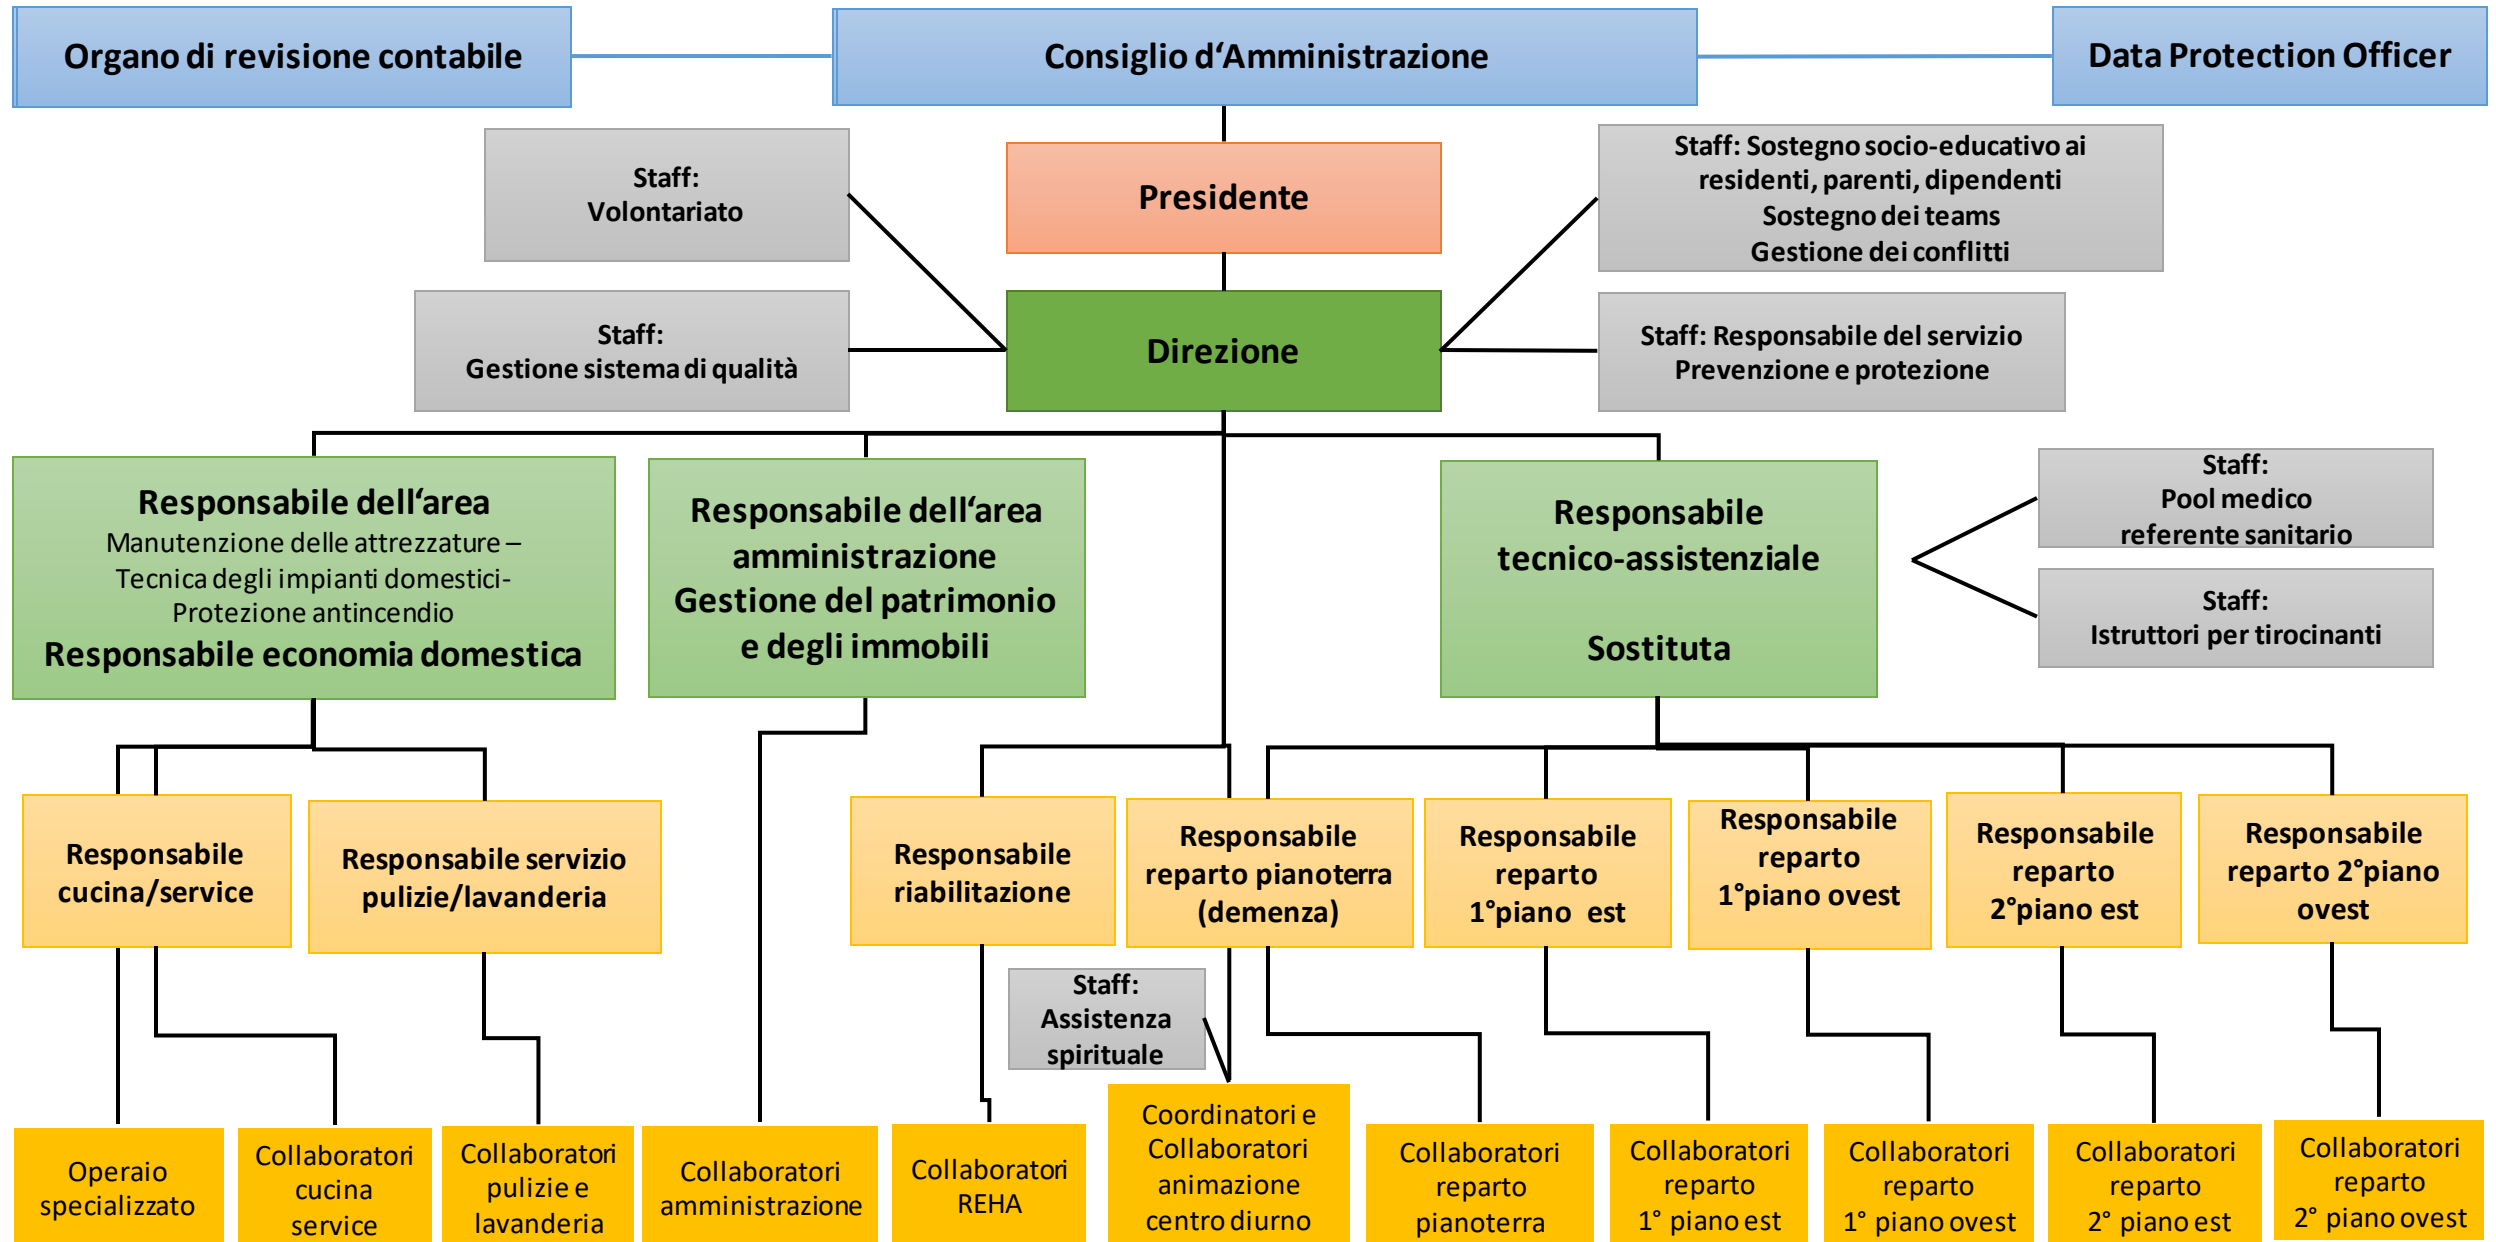 Organo di revisione contabile
Consiglio d‘Amministrazione
Data Protection Officer
Staff:
Volontariato
Presidente
Staff: Sostegno socio-educativo ai
residenti, parenti, dipendenti
Sostegno dei teams
Gestione dei conflitti
Staff:
Gestione sistema di qualità
Direzione
Staff: Responsabile del servizio
Prevenzione e protezione
Responsabile dell‘area
Manutenzione delle attrezzature –
Tecnica degli impianti domestici-
Protezione antincendio
Responsabile economia domestica
Responsabile dell‘area
amministrazione
Gestione del patrimonio
e degli immobili
Responsabile
tecnico-assistenziale
Sostituta
Staff:
Pool medico
referente sanitario
Staff:
Istruttori per tirocinanti
Responsabile
cucina/service
Responsabile servizio
pulizie/lavanderia
Responsabile
riabilitazione
Responsabile
reparto pianoterra
(demenza)
Responsabile
reparto
1°piano est
Responsabile
reparto
1°piano ovest
Responsabile
reparto
2°piano est
Responsabile
reparto 2°piano
ovest
Staff:
Assistenza
spirituale
Operaio
specializzato
Collaboratori
cucina
service
Collaboratori
pulizie e
lavanderia
Collaboratori
amministrazione
Collaboratori
REHA
Coordinatori e
Collaboratori
animazione
centro diurno
Collaboratori
reparto
pianoterra
Collaboratori
reparto
1° piano est
Collaboratori
reparto
1° piano ovest
Collaboratori
reparto
2° piano est
Collaboratori
reparto
2° piano ovest